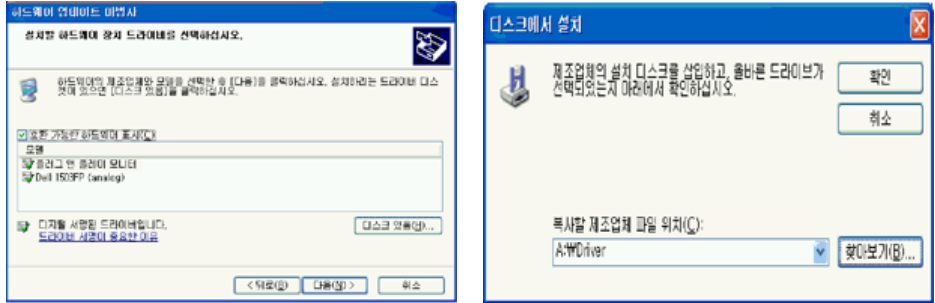 하드웨어 업데이트 마법사
설치할 하드웨어 장치 드라이버를 선택하십시오.
하드웨어의 제조업체와 모델을 선택한 후 [다음]을 클릭하십시오. 설치하려는 드라이버 디스
켓이 있으면 [디스크 있음]을 클릭하십시오.
호환 가능한 하드웨어 표시(C)
모델
플러그 앤 플레이 모니터
Dell 1503FP (analog)
디지털 서명된 드라이버입니다.
드라이버 서명이 중요한 이유
디스크 있음(H)...
< 뒤로(B)
다음(N) >
취소
디스크에서 설치
제조업체의 설치 디스크를 삽입하고, 올바른 드라이브가
선택되었는지 아래에서 확인하십시오.
확인
취소
복사할 제조업체 파일 위치(C):
A:₩Driver
찾아보기(B)...